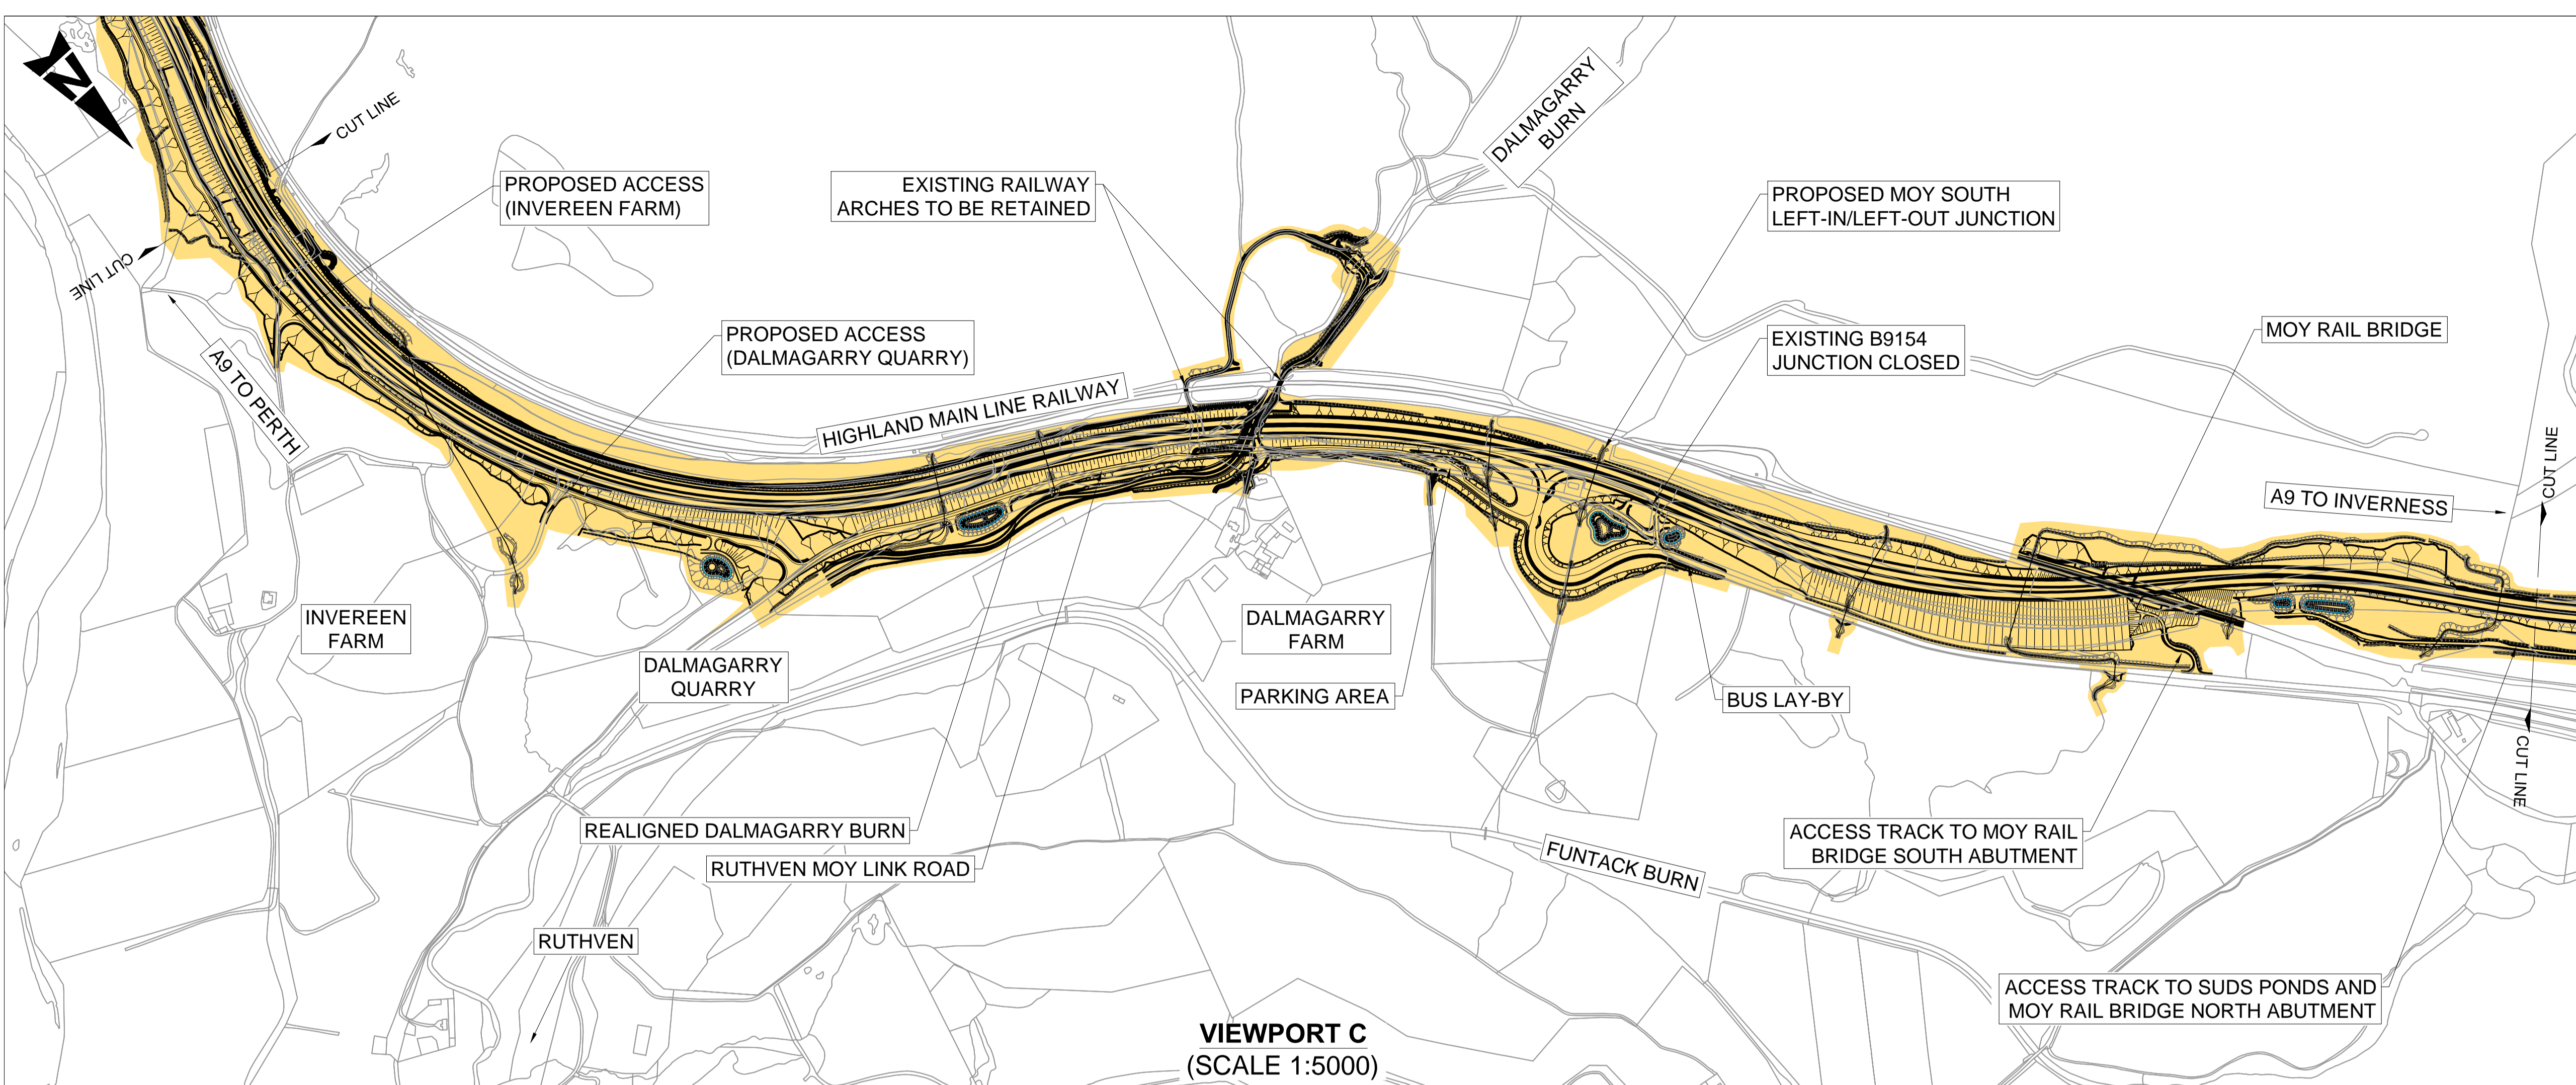 N
CUT LINE
CUT LINE
A9 TO PERTH
PROPOSED ACCESS
(INVEREEN FARM)
PROPOSED ACCESS
(DALMAGARRY QUARRY)
EXISTING RAILWAY
ARCHES TO BE RETAINED
HIGHLAND MAIN LINE RAILWAY
DALMAGARRY
BURN
PROPOSED MOY SOUTH
LEFT-IN/LEFT-OUT JUNCTION
EXISTING B9154
JUNCTION CLOSED
MOY RAIL BRIDGE
A9 TO INVERNESS
CUT LINE
CUT LINE
INVEREEN
FARM
DALMAGARRY
QUARRY
DALMAGARRY
FARM
PARKING AREA
BUS LAY-BY
REALIGNED DALMAGARRY BURN
RUTHVEN MOY LINK ROAD
RUTHVEN
FUNTACK BURN
ACCESS TRACK TO MOY RAIL
BRIDGE SOUTH ABUTMENT
ACCESS TRACK TO SUDS PONDS AND
MOY RAIL BRIDGE NORTH ABUTMENT
VIEWPORT C
(SCALE 1:5000)